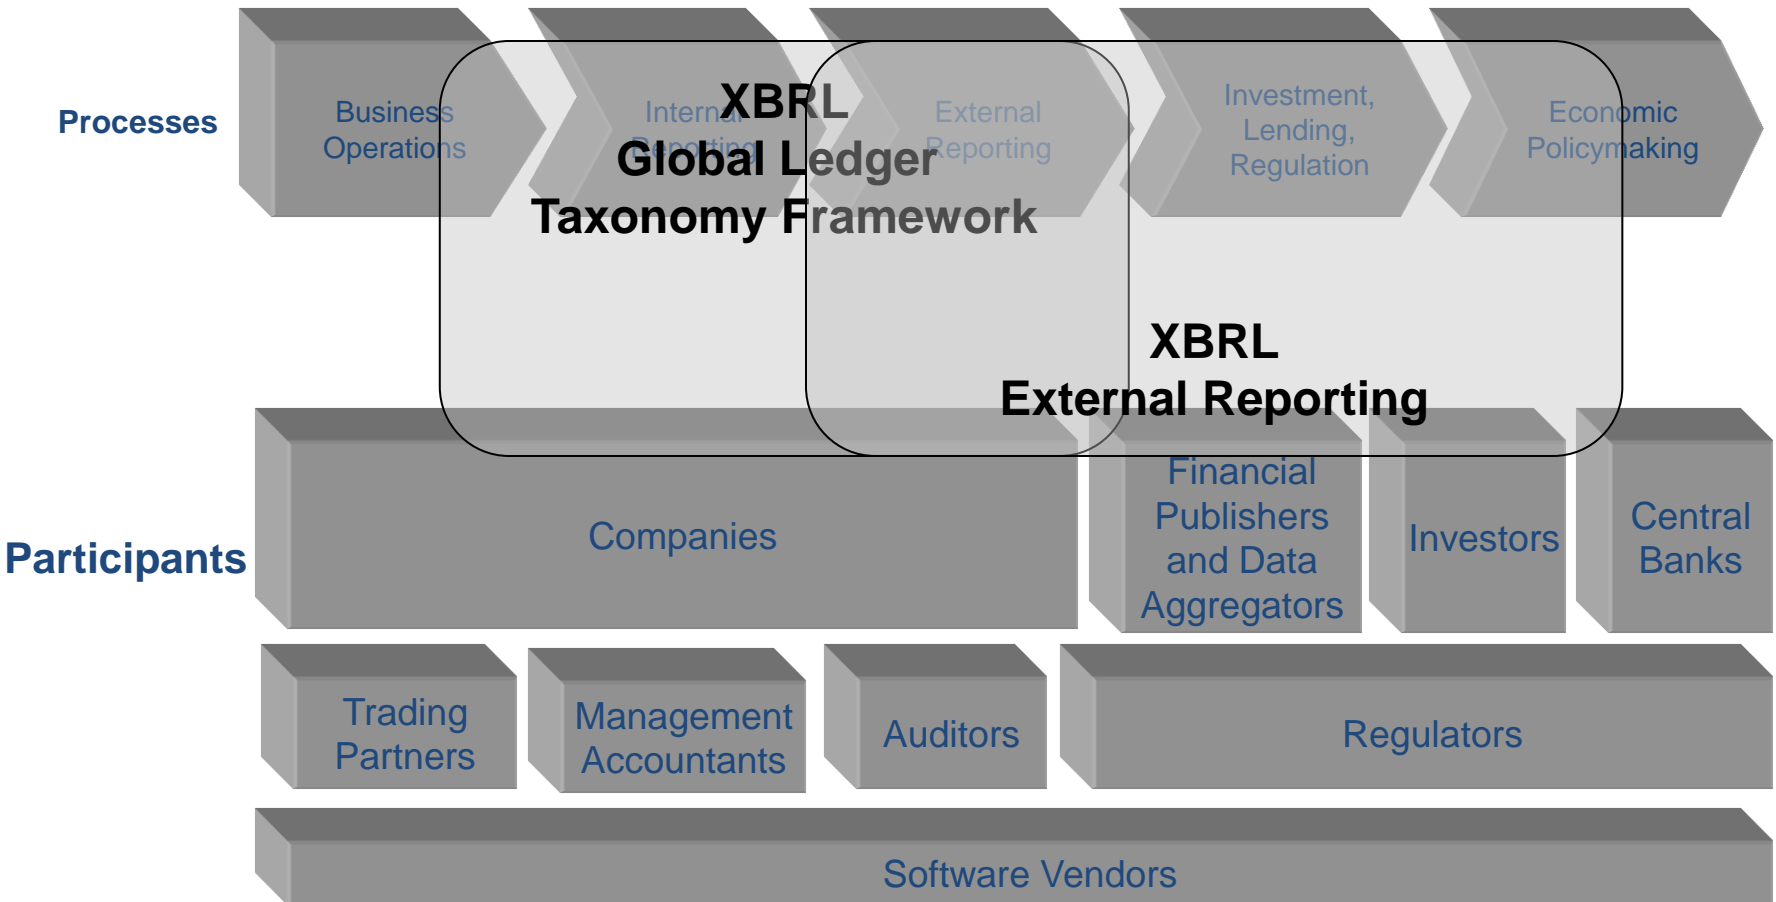 Processes
Business
Operations
Internal
Reporting
External
Reporting
Investment,
Lending,
Regulation
Economic
Policymaking
XBRL
Global Ledger
Taxonomy Framework
XBRL
External Reporting
Participants
Companies
Financial
Publishers
and Data
Aggregators
Investors
Central
Banks
Trading
Partners
Management
Accountants
Auditors
Regulators
Software Vendors